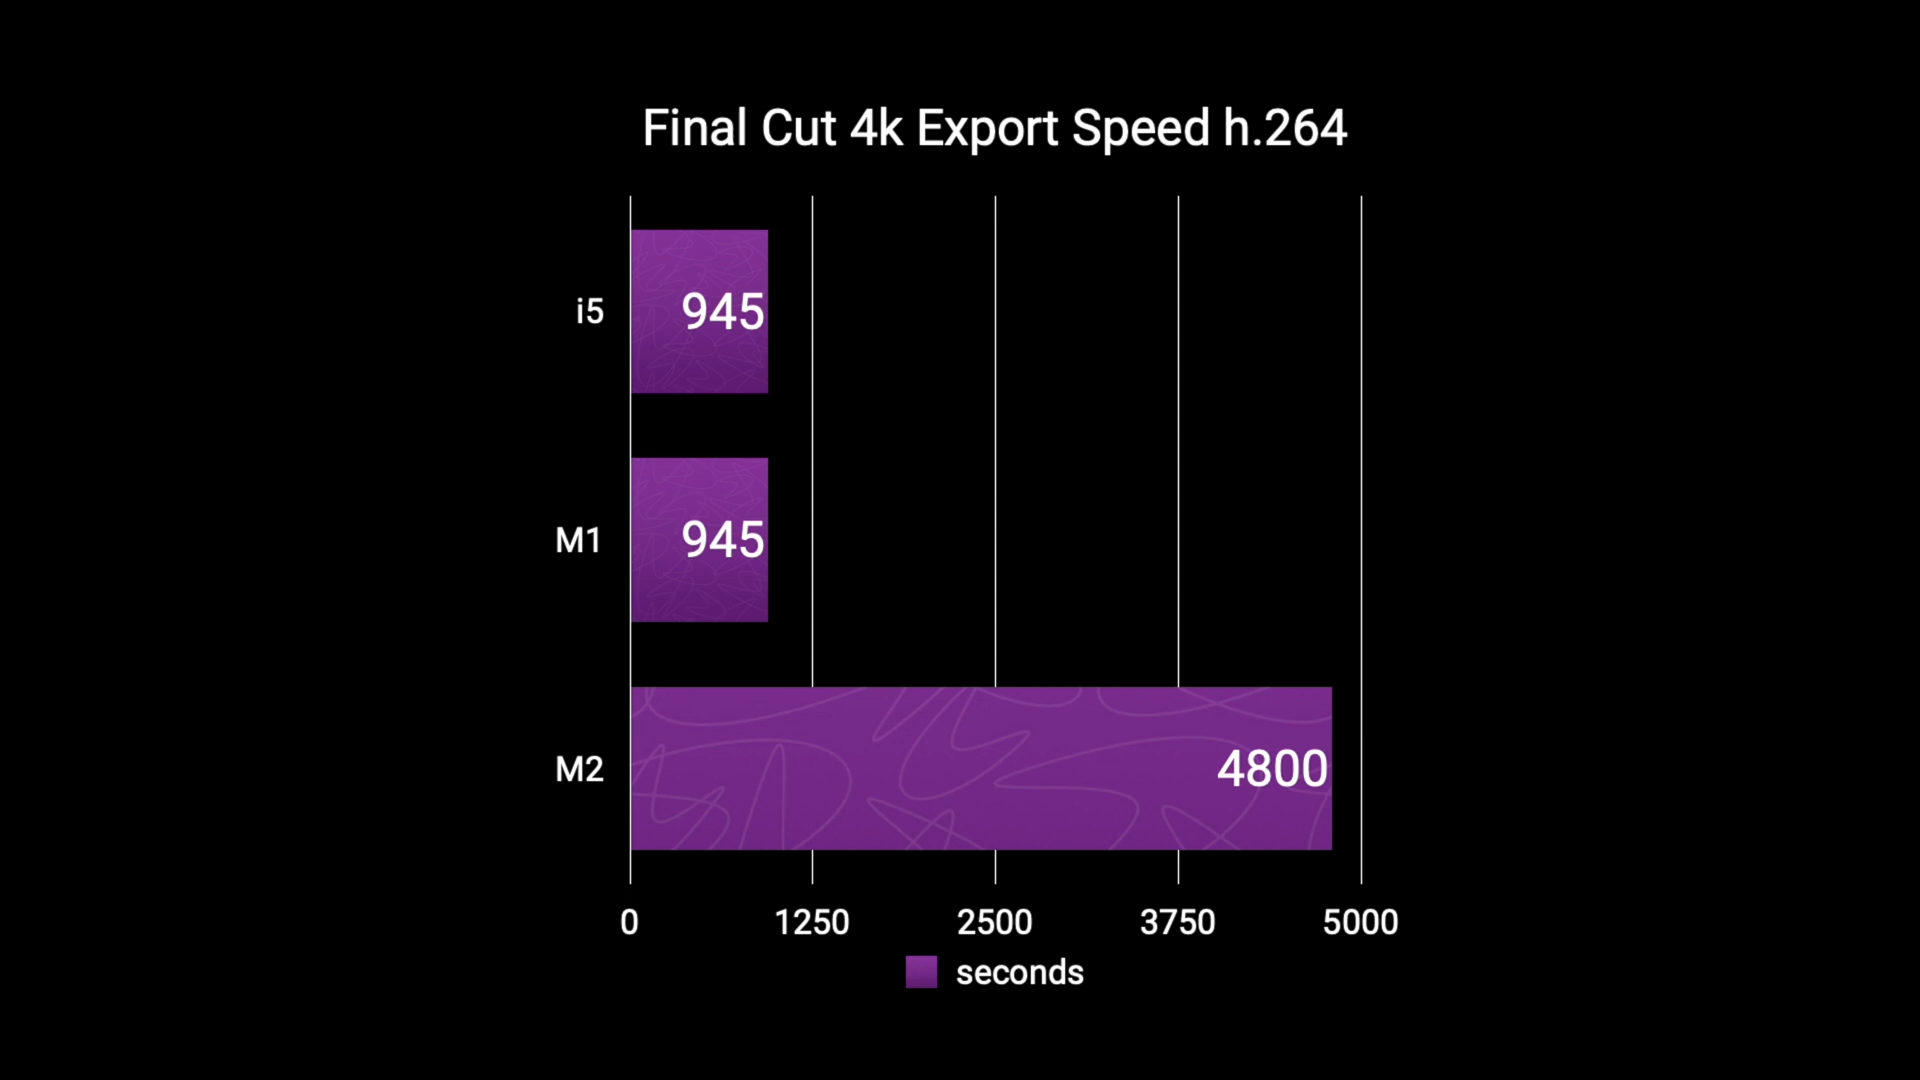 Final Cut 4k Export Speed h.264
i5
945
M1
945
M2
4800
0 1250 2500 3750 5000
seconds